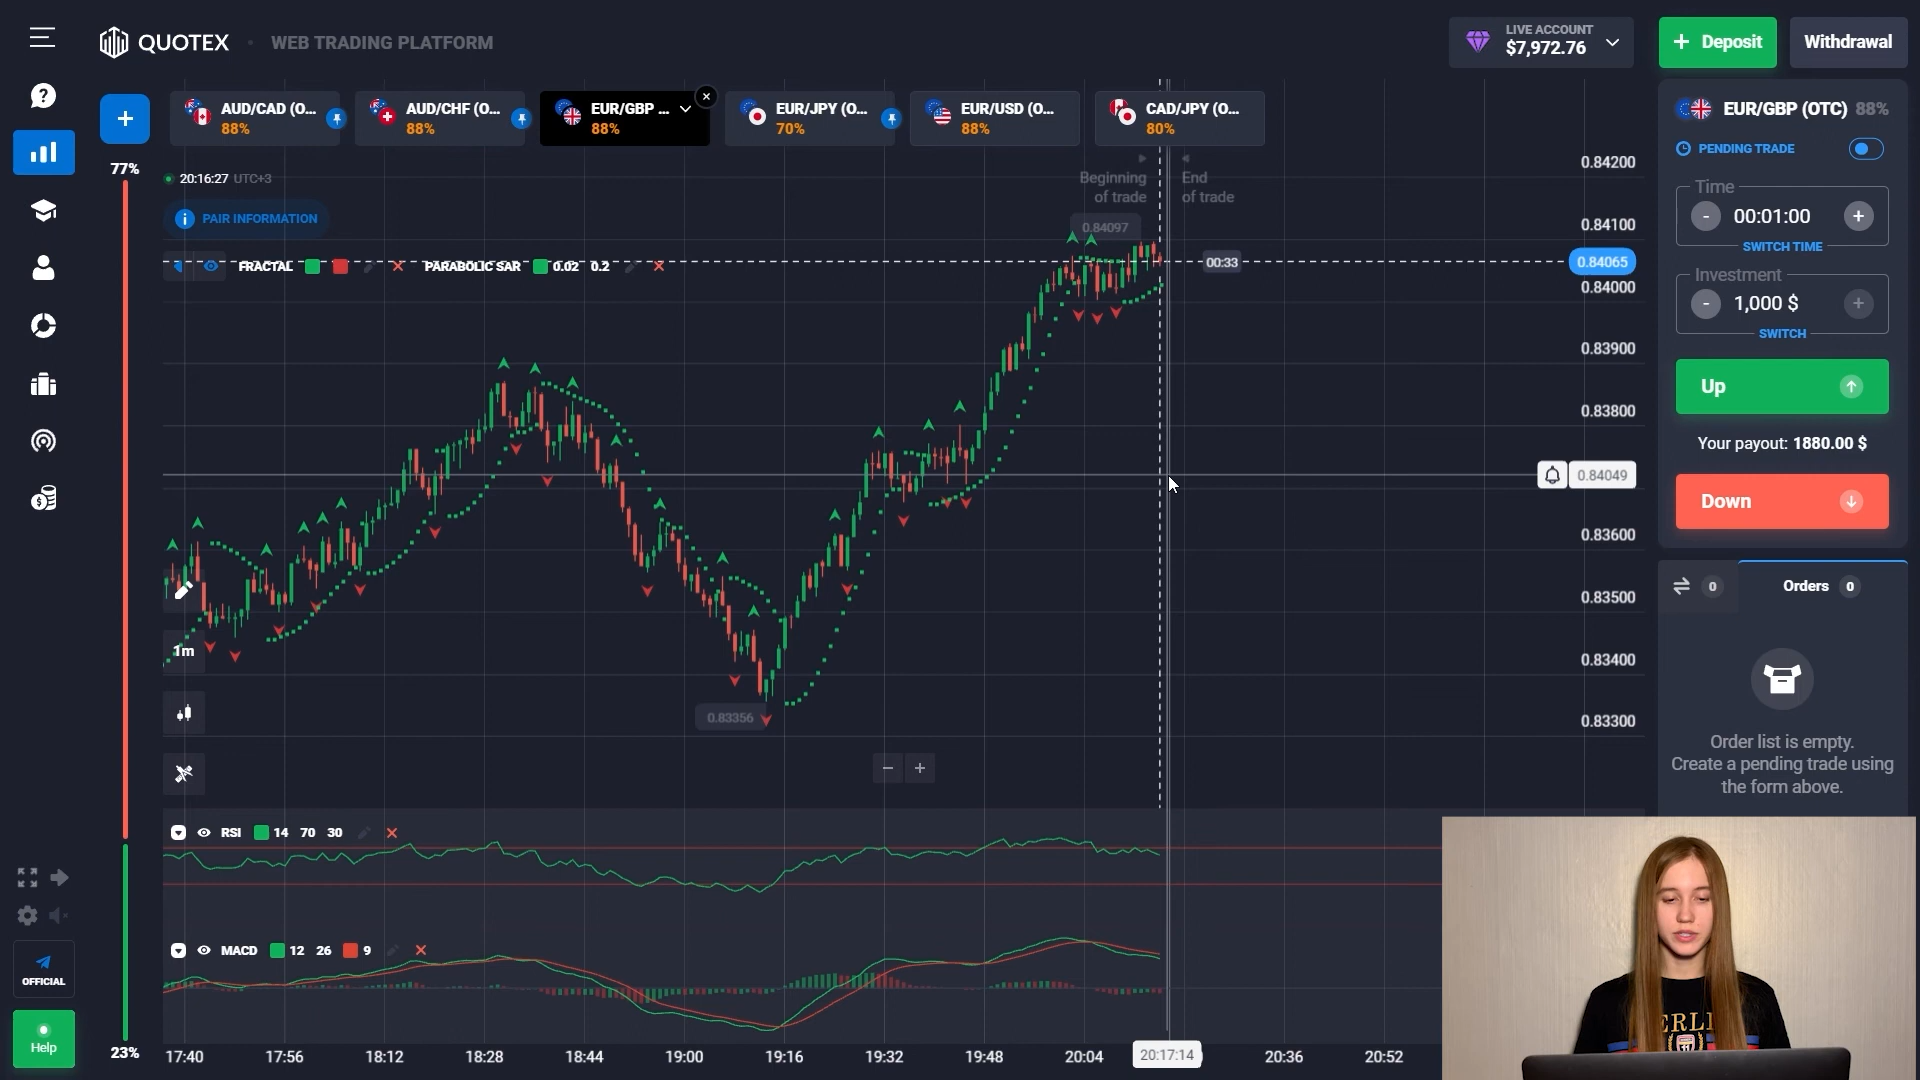 QUOTEX
WEB TRADING PLATFORM
LIVE ACCOUNT
$7,972.76
+ Deposit
Withdrawal
AUD/CAD (O...
88%
AUD/CHF (O...
88%
EUR/GBP ...
88%
EUR/JPY (O...
70%
EUR/USD (O...
88%
CAD/JPY (O...
80%
77%
20:16:27 UTC+3
PAIR INFORMATION
FRACTAL
PARABOLIC SAR 0.02 0.2
Beginning
of trade
End
of trade
0.84097
00:33
0.84200
0.84100
0.84065
0.84000
0.83900
0.83800
0.84049
0.83600
0.83500
0.83400
0.83300
0.83356
1m
RSI 14 70 30
MACD 12 26 9
17:40 17:56 18:12 18:28 18:44 19:00 19:16 19:32 19:48 20:04 20:17:14 20:36 20:52
OFFICIAL
Help
23%
EUR/GBP (OTC) 88%
PENDING TRADE
Time
- 00:01:00 +
SWITCH TIME
Investment
- 1,000 $ +
SWITCH
Up
Your payout: 1880.00 $
Down
0
Orders 0
Order list is empty.
Create a pending trade using
the form above.